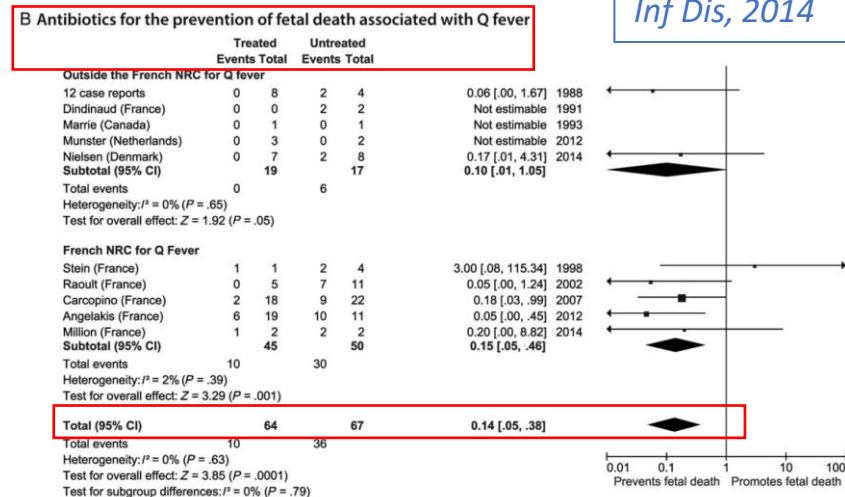 B Antibiotics for the prevention of fetal death associated with Q fever
Inf Dis, 2014
Treated Untreated
Events Total Events Total
Outside the French NRC for Q fever
12 case reports 0 8 2 4 0.06 [.00, 1.67] 1988
Dindinaud (France) 0 0 2 2 Not estimable 1991
Marrie (Canada) 0 1 0 1 Not estimable 1993
Munster (Netherlands) 0 3 0 2 Not estimable 2012
Nielsen (Denmark) 0 7 2 8 0.17 [.01, 4.31] 2014
Subtotal (95% CI) 19 17 0.10 [.01, 1.05]
Total events 0 6
Heterogeneity: I² = 0% (P = .65)
Test for overall effect: Z = 1.92 (P = .05)
French NRC for Q Fever
Stein (France) 1 1 2 4 3.00 [.08, 115.34] 1998
Raoult (France) 0 5 7 11 0.05 [.00, 1.24] 2002
Carcopino (France) 2 18 9 22 0.18 [.03, .99] 2007
Angelakis (France) 6 19 10 11 0.05 [.00, .45] 2012
Million (France) 1 2 2 2 0.20 [.00, 8.82] 2014
Subtotal (95% CI) 45 50 0.15 [.05, .46]
Total events 10 30
Heterogeneity: I² = 2% (P = .39)
Test for overall effect: Z = 3.29 (P = .001)
Total (95% CI) 64 67 0.14 [.05, .38]
Total events 10 36
Heterogeneity: I² = 0% (P = .63)
Test for overall effect: Z = 3.85 (P = .0001)
Test for subgroup differences: I² = 0% (P = .79)
0.01 0.1 1 10 100
Prevents fetal death Promotes fetal death